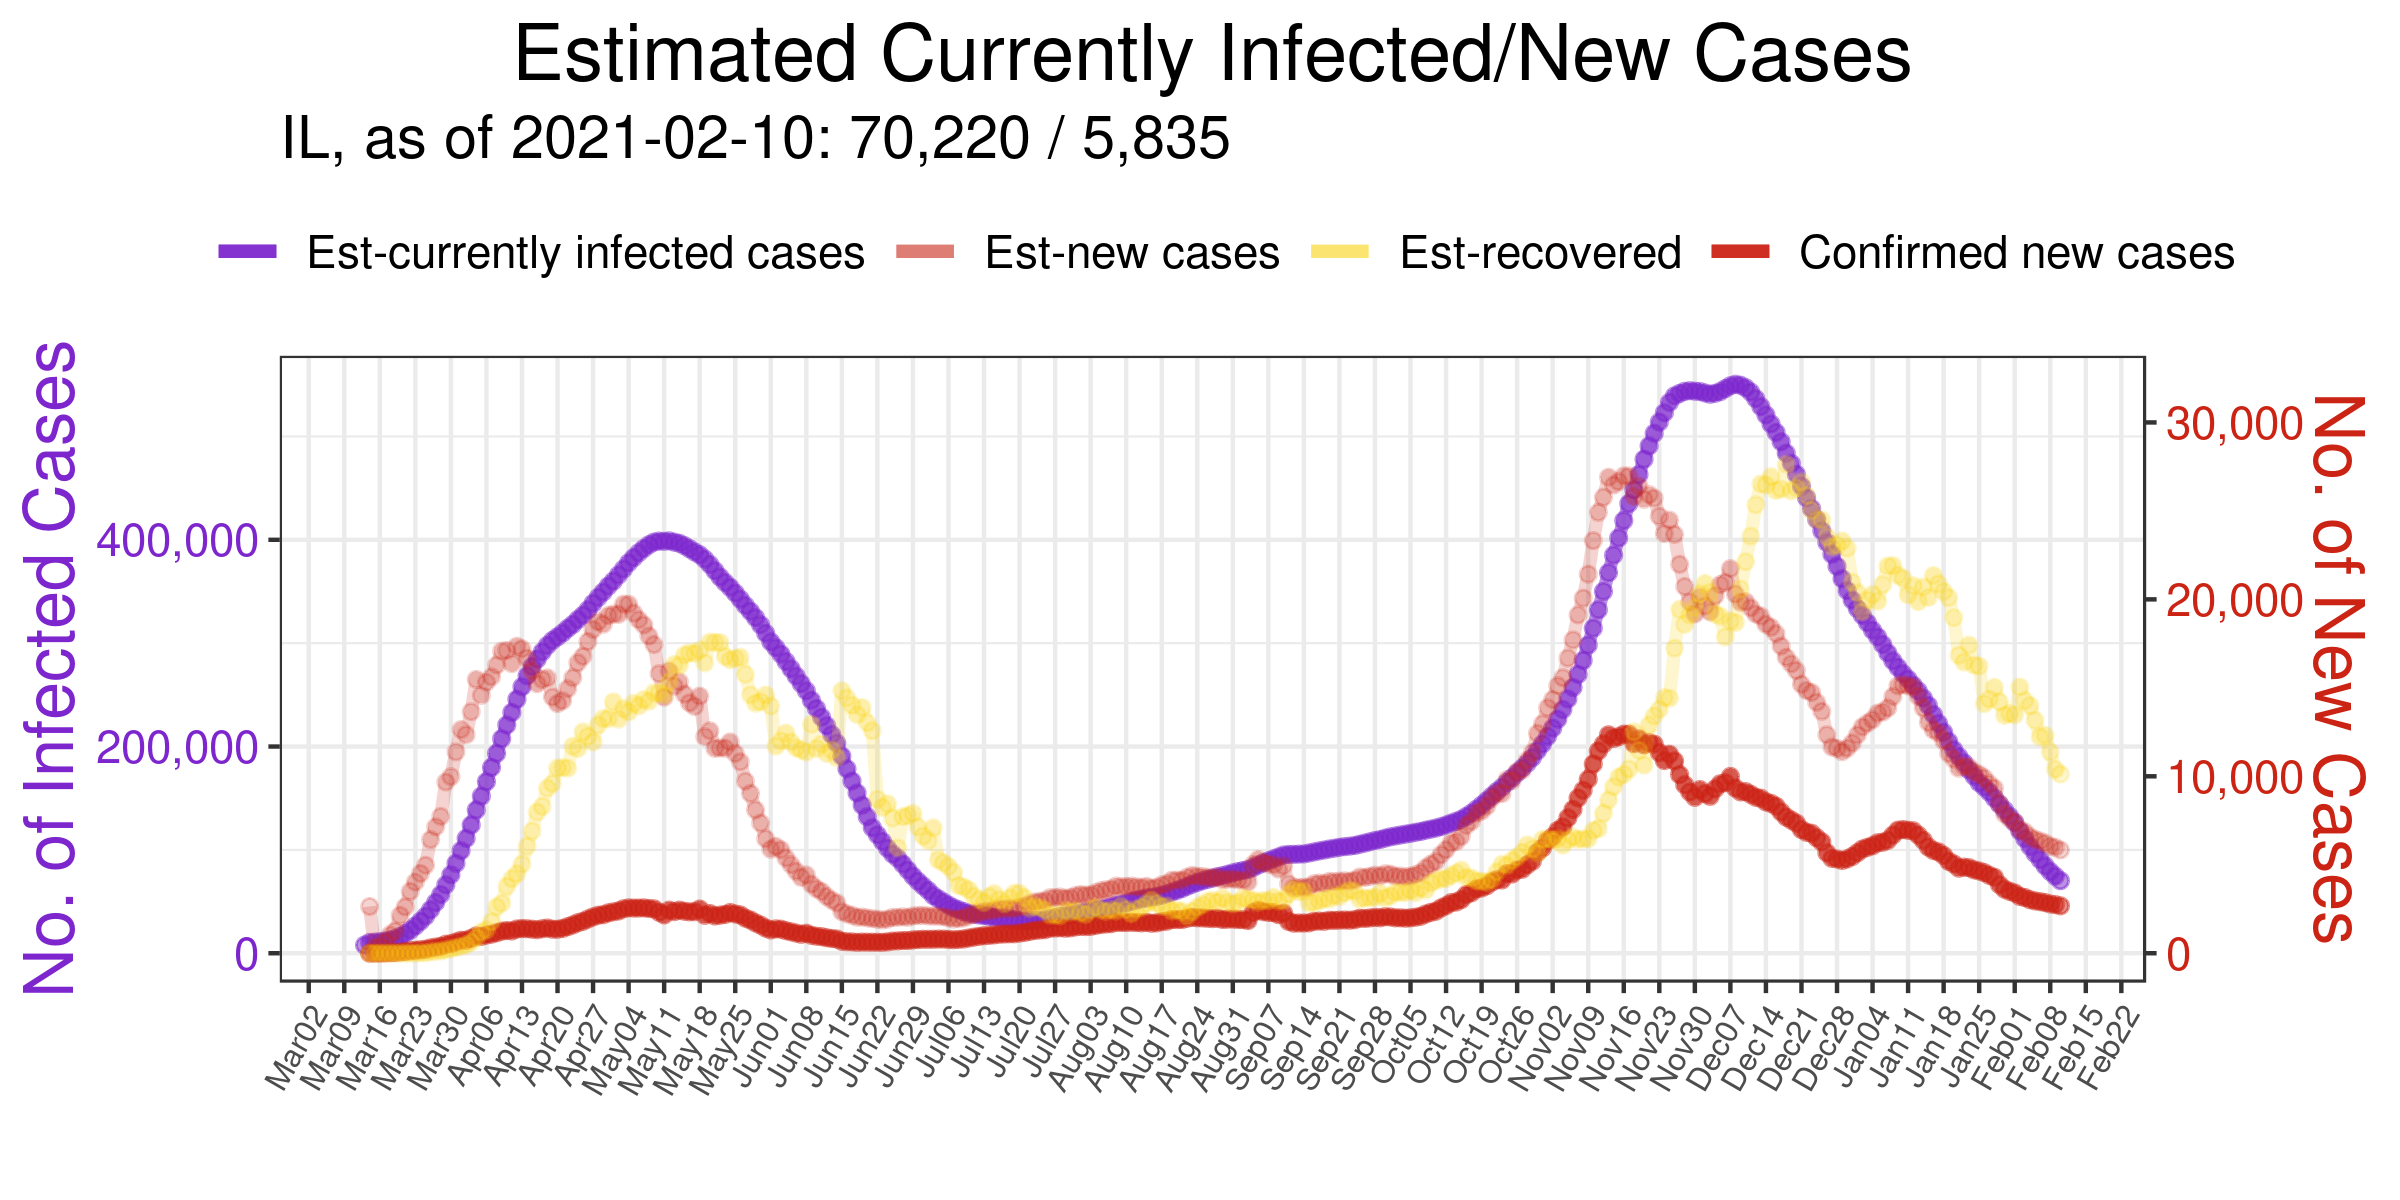 Estimated Currently Infected/New Cases
IL, as of 2021-02-10: 70,220 / 5,835
Est-currently infected cases Est-new cases Est-recovered Confirmed new cases
No. of Infected Cases
400,000
200,000
0
30,000
20,000
10,000
0
No. of New Cases
Mar02 Mar09 Mar16 Mar23 Mar30 Apr06 Apr13 Apr20 Apr27 May04 May11 May18 May25 Jun01 Jun08 Jun15 Jun22 Jun29 Jul06 Jul13 Jul20 Jul27 Aug03 Aug10 Aug17 Aug24 Aug31 Sep07 Sep14 Sep21 Sep28 Oct05 Oct12 Oct19 Oct26 Nov02 Nov09 Nov16 Nov23 Nov30 Dec07 Dec14 Dec21 Dec28 Jan04 Jan11 Jan18 Jan25 Feb01 Feb08 Feb15 Feb22